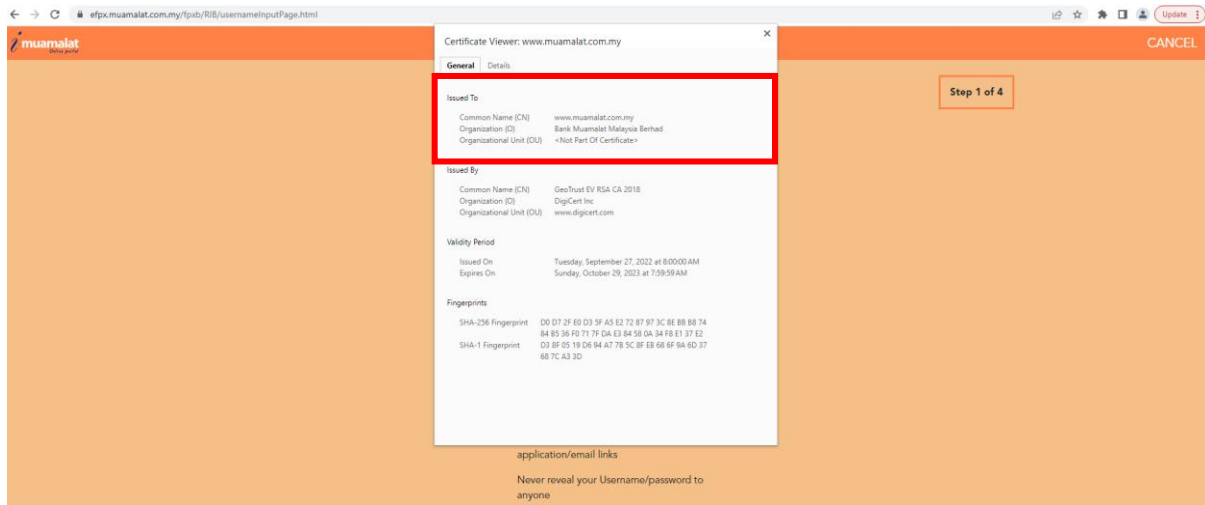 efpx.muamalat.com.my/fpxb/RIB/usernameInputPage.html
Update
i muamalat
Online portal
CANCEL
Step 1 of 4
Certificate Viewer: www.muamalat.com.my
General Details
Issued To
Common Name (CN) www.muamalat.com.my
Organization (O) Bank Muamalat Malaysia Berhad
Organizational Unit (OU) <Not Part Of Certificate>
Issued By
Common Name (CN) GeoTrust EV RSA CA 2018
Organization (O) DigiCert Inc
Organizational Unit (OU) www.digicert.com
Validity Period
Issued On Tuesday, September 27, 2022 at 8:00:00 AM
Expires On Sunday, October 29, 2023 at 7:59:59 AM
Fingerprints
SHA-256 Fingerprint D0 D7 2F E0 D3 5F A5 E2 72 87 97 3C 8E B8 B8 74
84 B5 36 F0 71 7F DA E3 84 58 0A 34 F8 E1 37 E2
SHA-1 Fingerprint D3 8F 05 19 D6 94 A7 7B 5C 8F EB 68 6F 9A 6D 37
68 7C A3 3D
application/email links
Never reveal your Username/password to
anyone